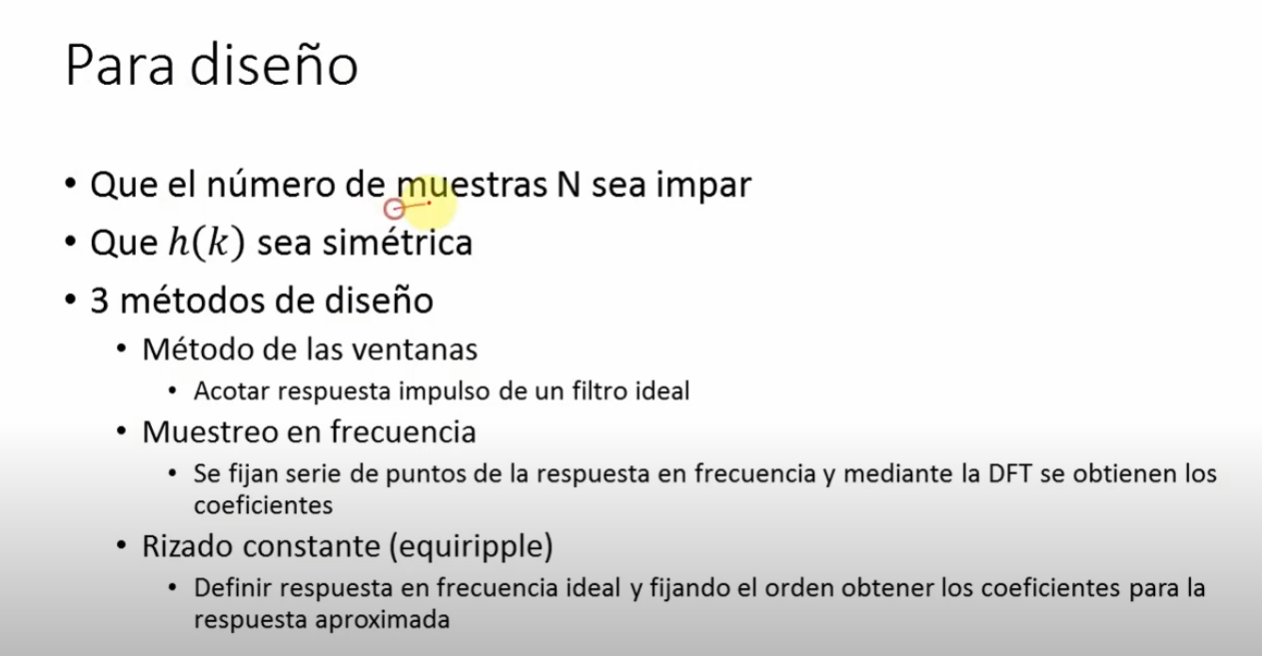 Para diseño
• Que el número de muestras N sea impar
• Que h(k) sea simétrica
• 3 métodos de diseño
• Método de las ventanas
• Acotar respuesta impulso de un filtro ideal
• Muestreo en frecuencia
• Se fijan serie de puntos de la respuesta en frecuencia y mediante la DFT se obtienen los
coeficientes
• Rizado constante (equiripple)
• Definir respuesta en frecuencia ideal y fijando el orden obtener los coeficientes para la
respuesta aproximada